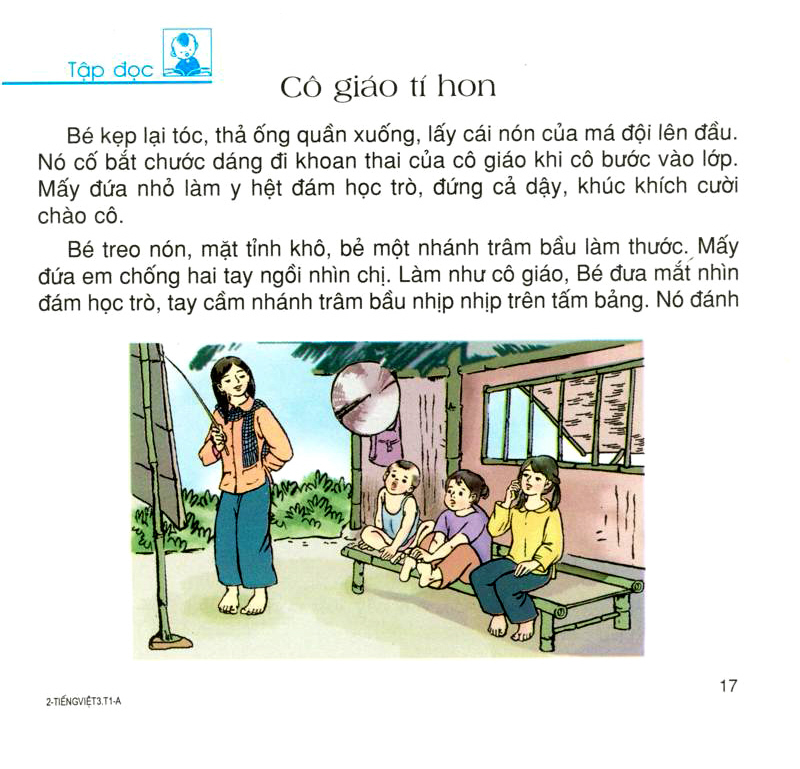 Tập đọc
Cô giáo tí hon
Bé kẹp lại tóc, thả ống quần xuống, lấy cái nón của má đội lên đầu.
Nó cố bắt chước dáng đi khoan thai của cô giáo khi cô bước vào lớp.
Mấy đứa nhỏ làm y hệt đám học trò, đứng cả dậy, khúc khích cười
chào cô.
Bé treo nón, mặt tỉnh khô, bẻ một nhánh trâm bầu làm thước. Mấy
đứa em chống hai tay ngồi nhìn chị. Làm như cô giáo, Bé đưa mắt nhìn
đám học trò, tay cầm nhánh trâm bầu nhịp nhịp trên tấm bảng. Nó đánh
17
2-TIẾNGVIỆT3.T1-A